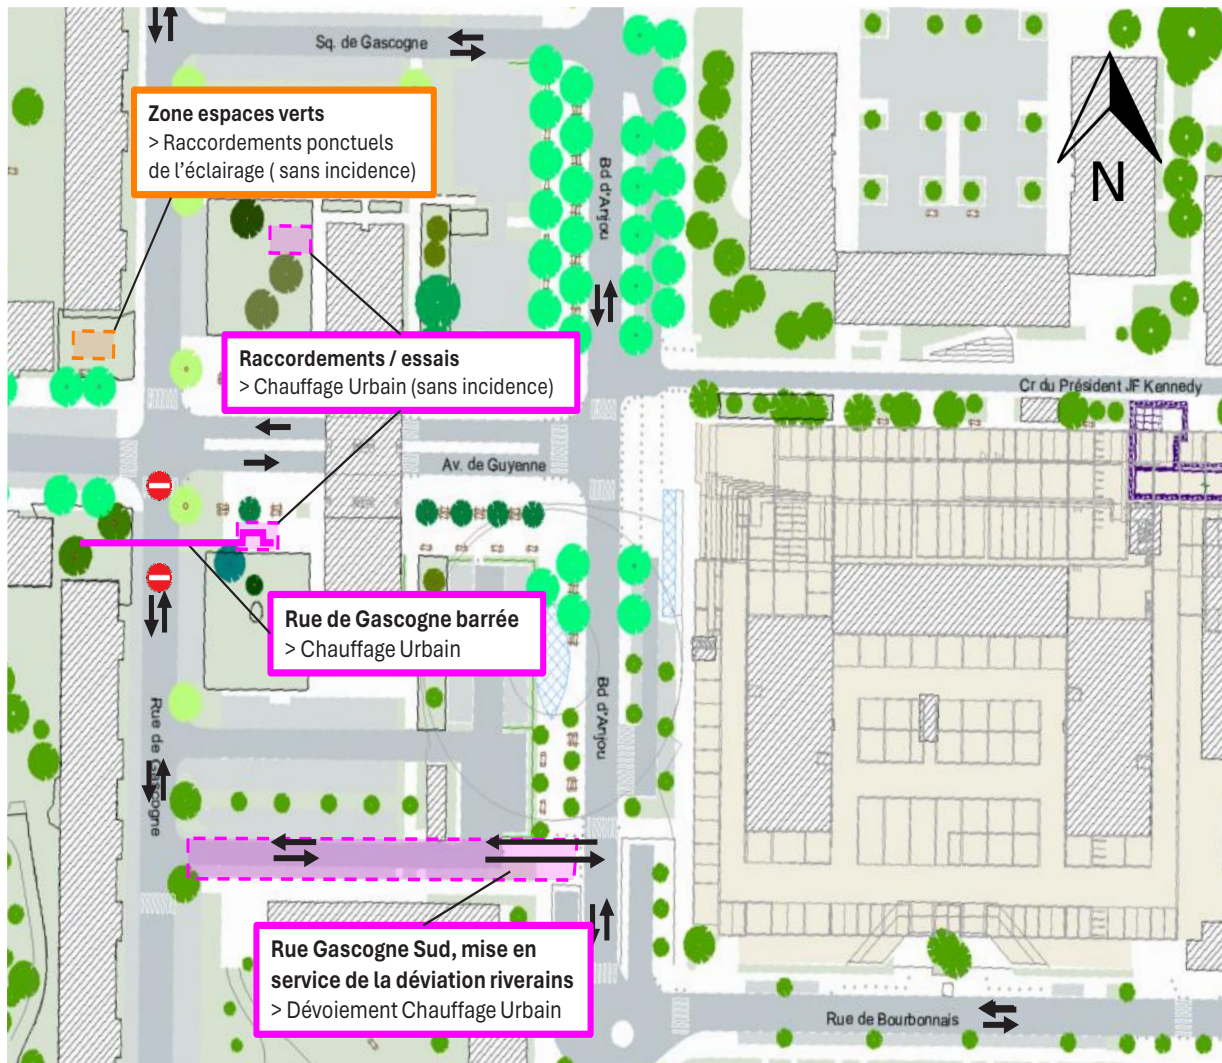 Sq. de Gascogne
Zone espaces verts
> Raccordements ponctuels
de l'éclairage ( sans incidence)
Bd d'Anjou
N
Raccordements / essais
> Chauffage Urbain (sans incidence)
Cr du Président JF Kennedy
Av. de Guyenne
Rue de Gascogne barrée
> Chauffage Urbain
Rue de Gascogne
Bd d'Anjou
Rue Gascogne Sud, mise en
service de la déviation riverains
> Dévoiement Chauffage Urbain
Rue de Bourbonnais